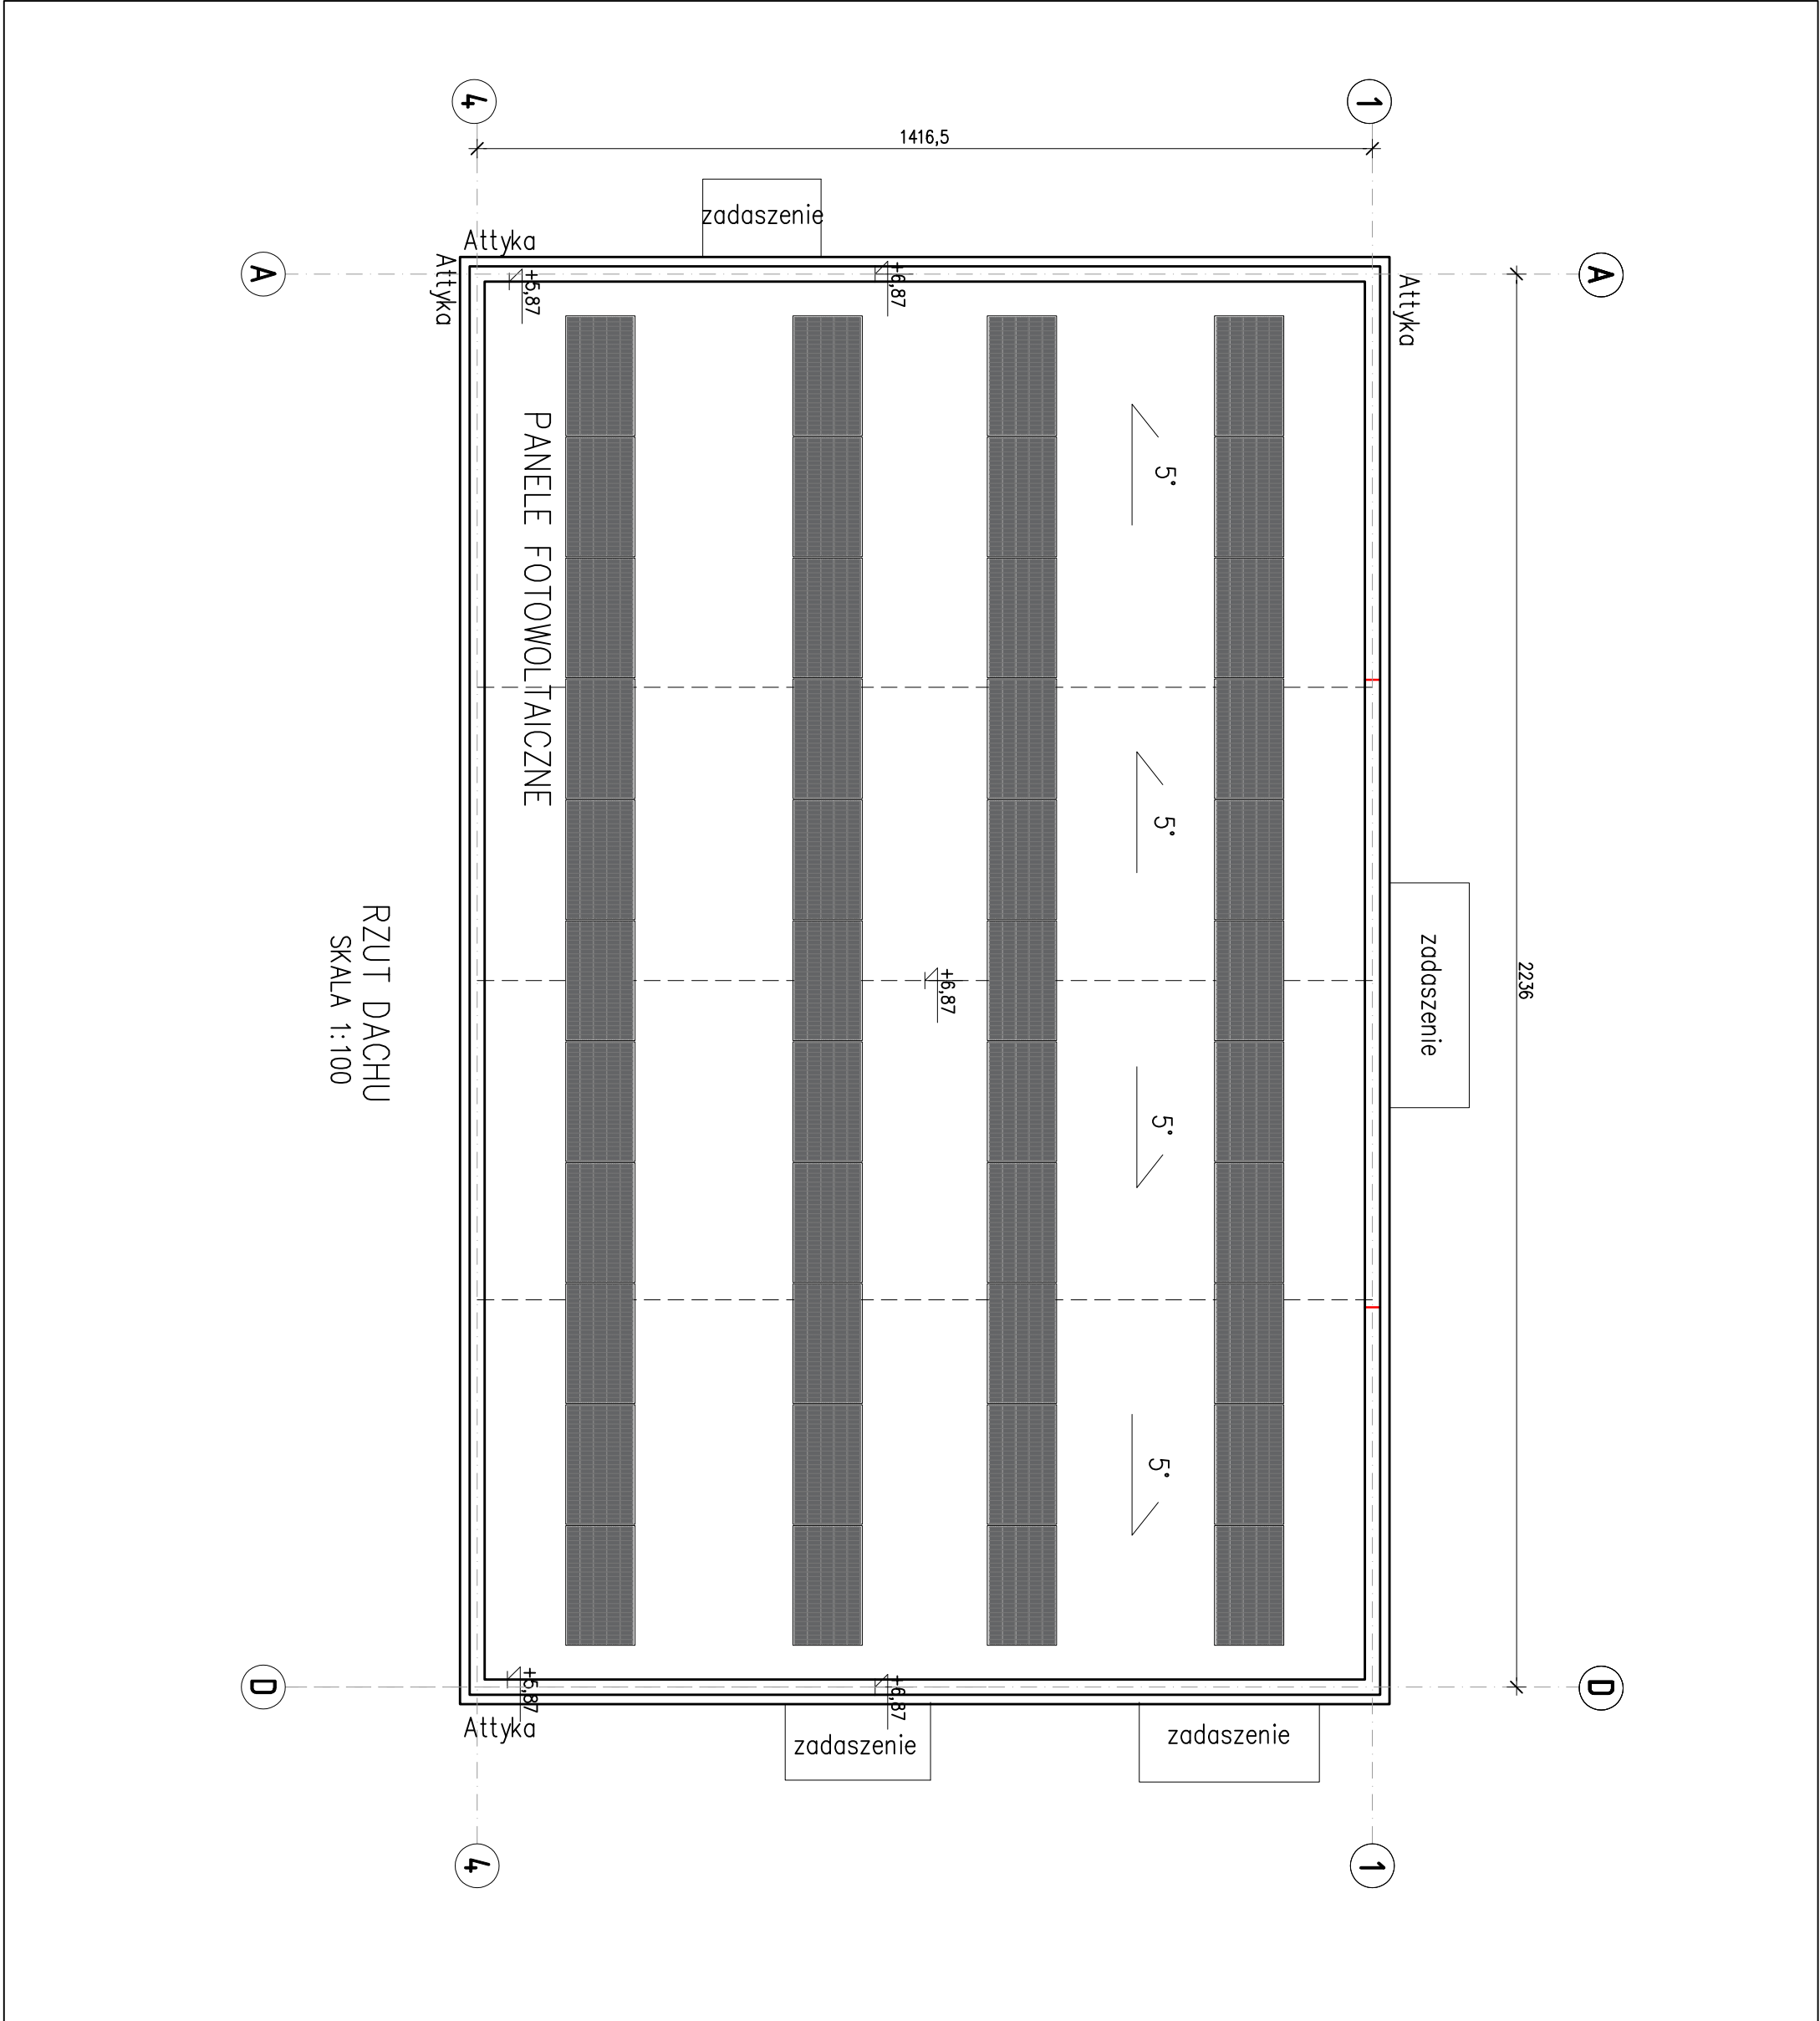 4
1
1416,5
zadaszenie
Attyka
Attyka
Attyka
A
A
+5,87
+6,87
5°
PANELE FOTOWOLTAICZNE
5°
zadaszenie
2236
+6,87
RZUT DACHU
SKALA 1:100
5°
5°
D
D
+5,87
+6,87
Attyka
zadaszenie
zadaszenie
4
1